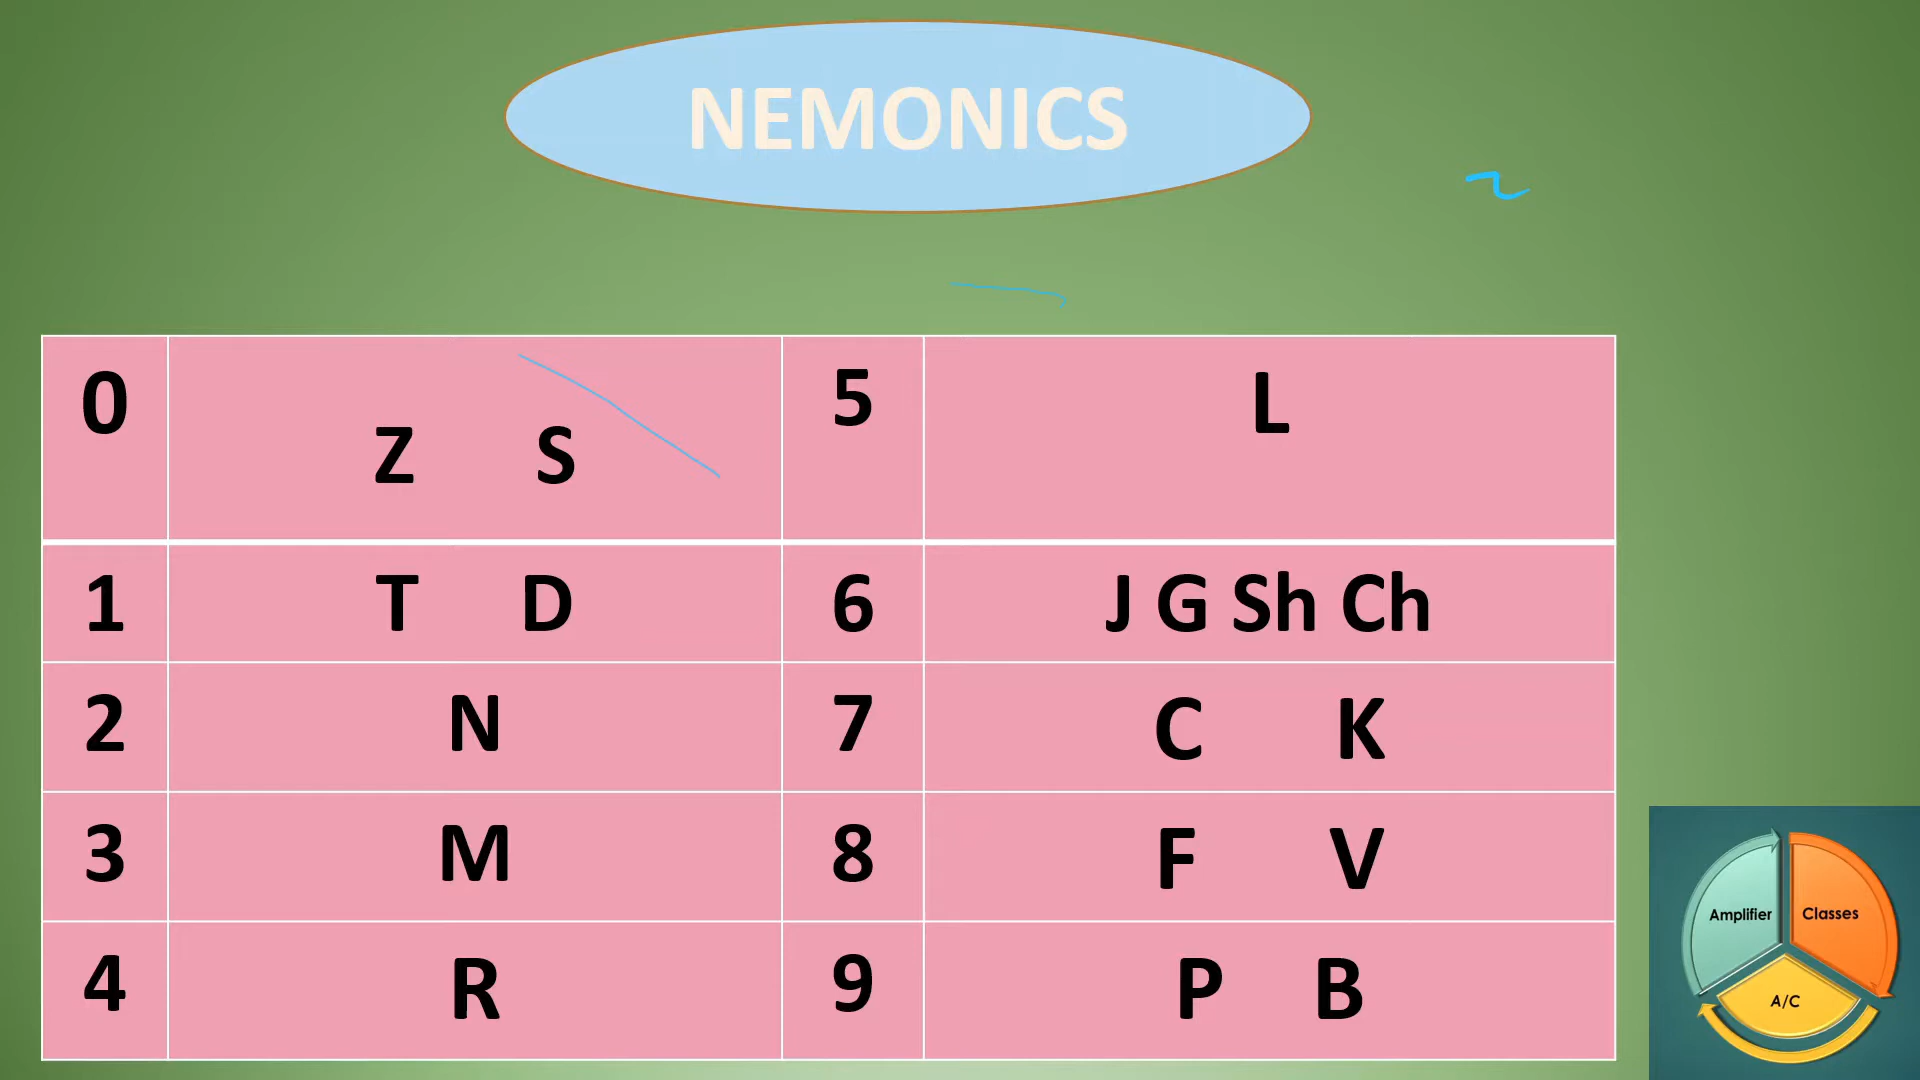 NEMONICS
0 Z S 5 L
1 T D 6 J G Sh Ch
2 N 7 C K
3 M 8 F V
4 R 9 P B
Amplifier Classes
A/C